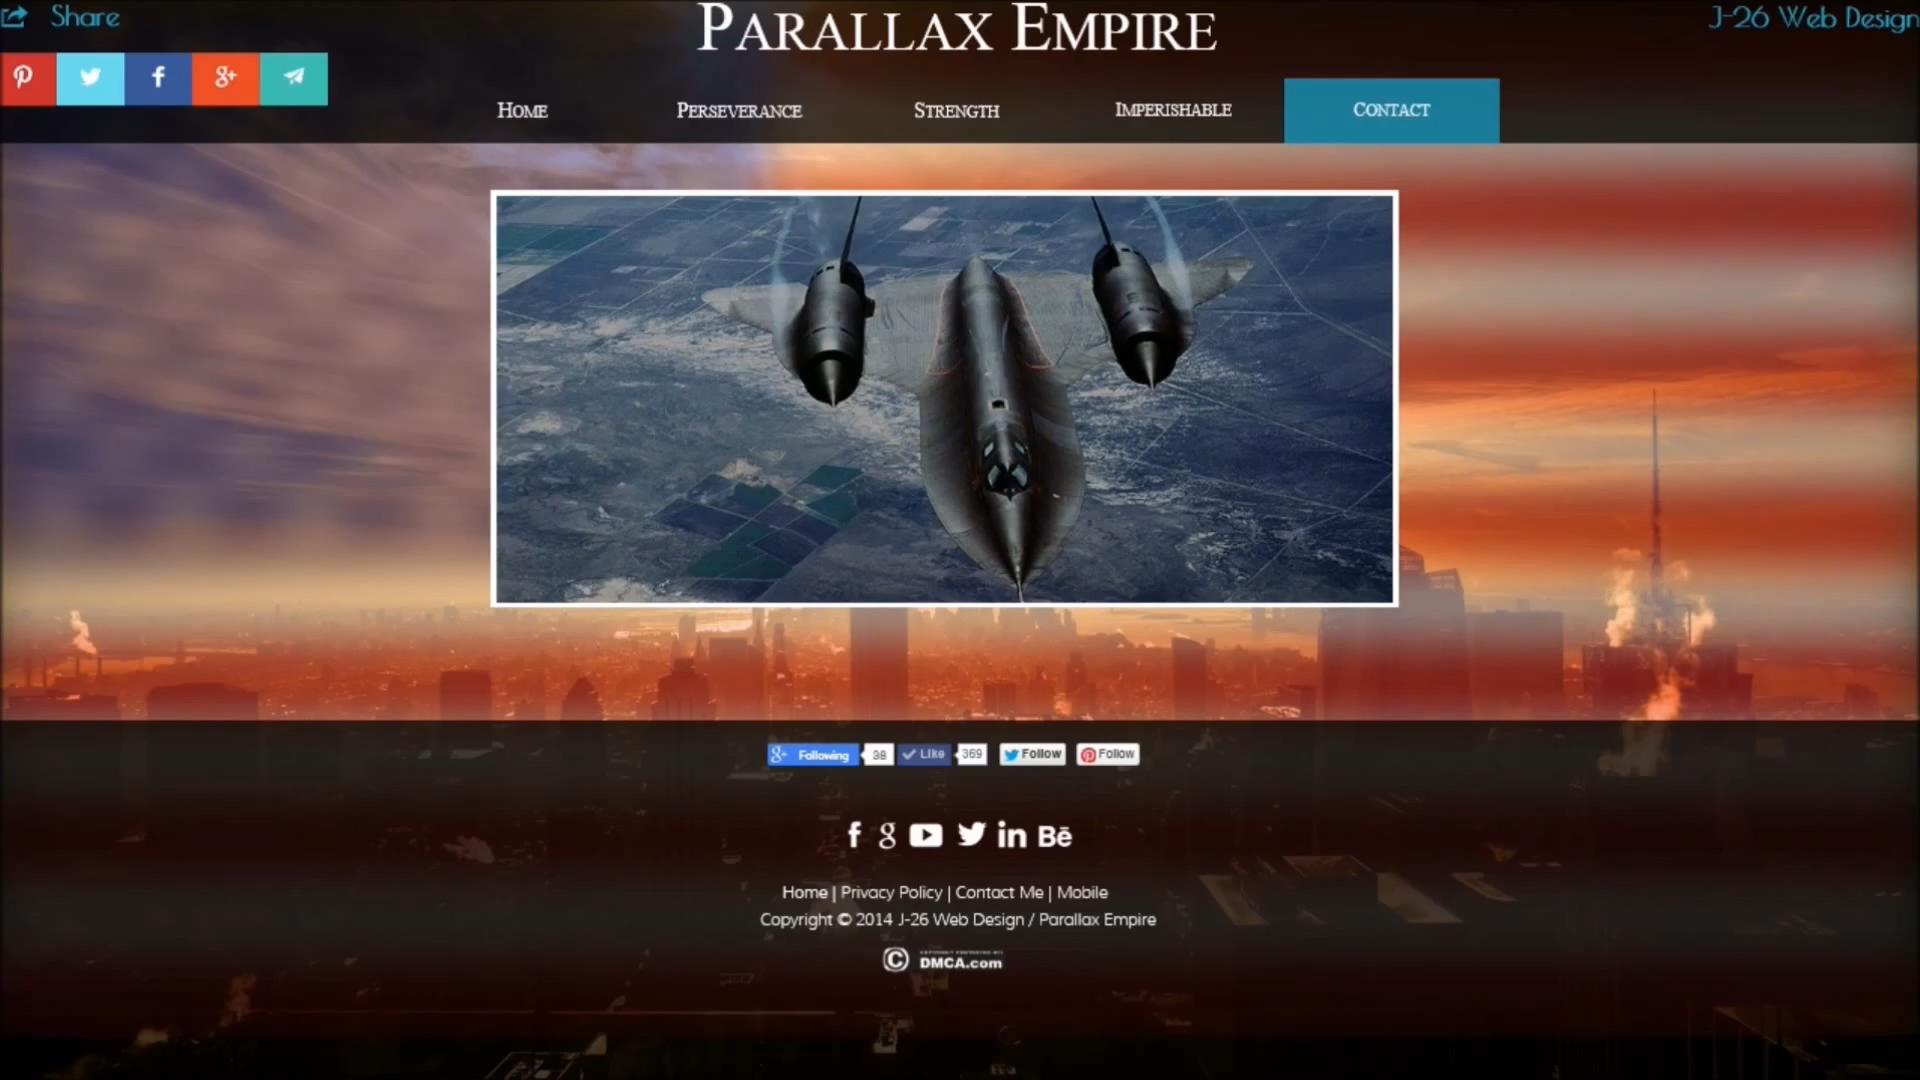 Share
PARALLAX EMPIRE
J-26 Web Design
HOME
PERSEVERANCE
STRENGTH
IMPERISHABLE
CONTACT
Following 38 Like 369 Follow Follow
Home | Privacy Policy | Contact Me | Mobile
Copyright © 2014 J-26 Web Design / Parallax Empire
DMCA.com